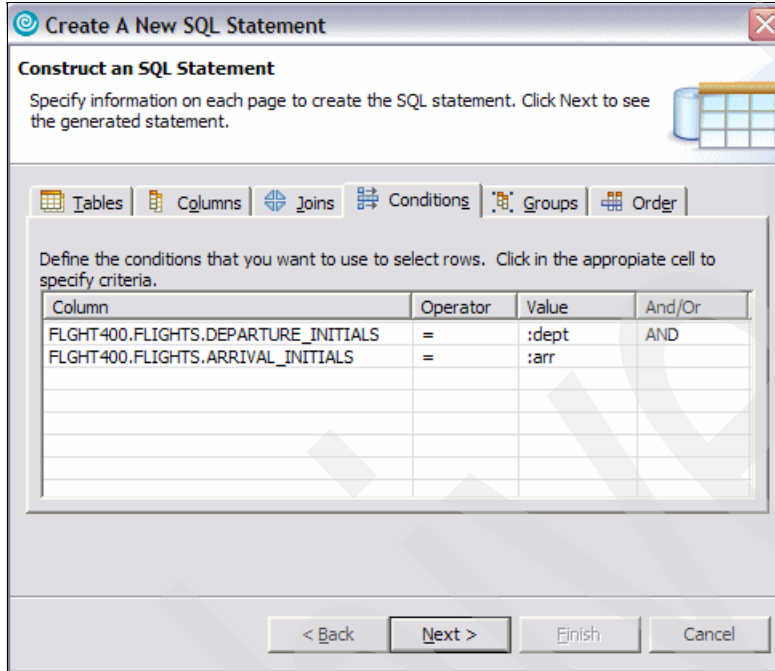 Create A New SQL Statement
Construct an SQL Statement
Specify information on each page to create the SQL statement. Click Next to see
the generated statement.
Tables Columns Joins Conditions Groups Order
Define the conditions that you want to use to select rows. Click in the appropiate cell to
specify criteria.
Column Operator Value And/Or
FLGHT400.FLIGHTS.DEPARTURE_INITIALS = :dept AND
FLGHT400.FLIGHTS.ARRIVAL_INITIALS = :arr
< Back Next > Finish Cancel